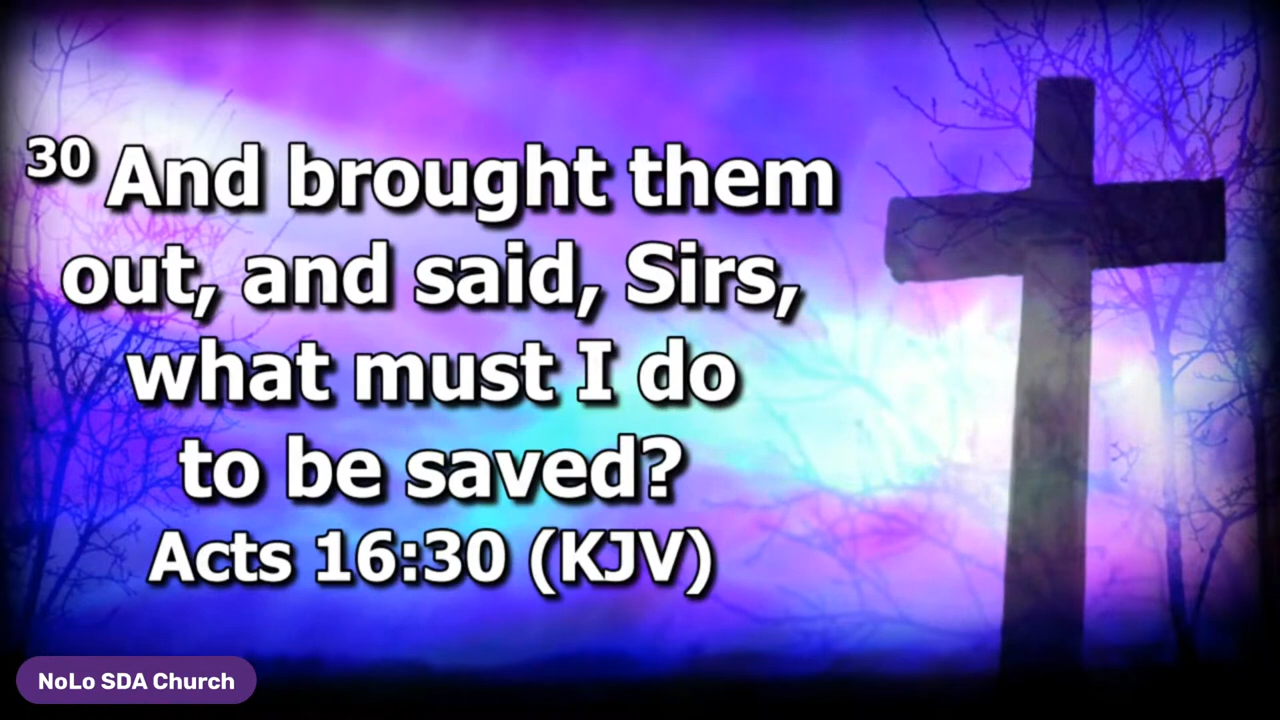 30 And brought them
out, and said, Sirs,
what must I do
to be saved?
Acts 16:30 (KJV)
NoLo SDA Church